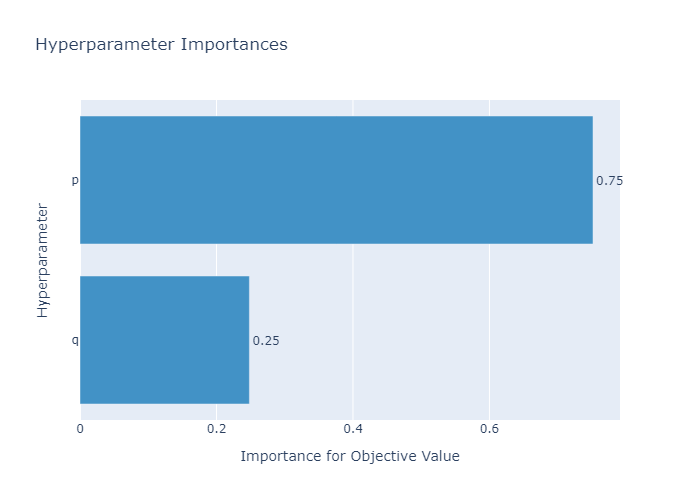 Hyperparameter Importances
Hyperparameter
p
0.75
q
0.25
0
0.2
0.4
0.6
Importance for Objective Value